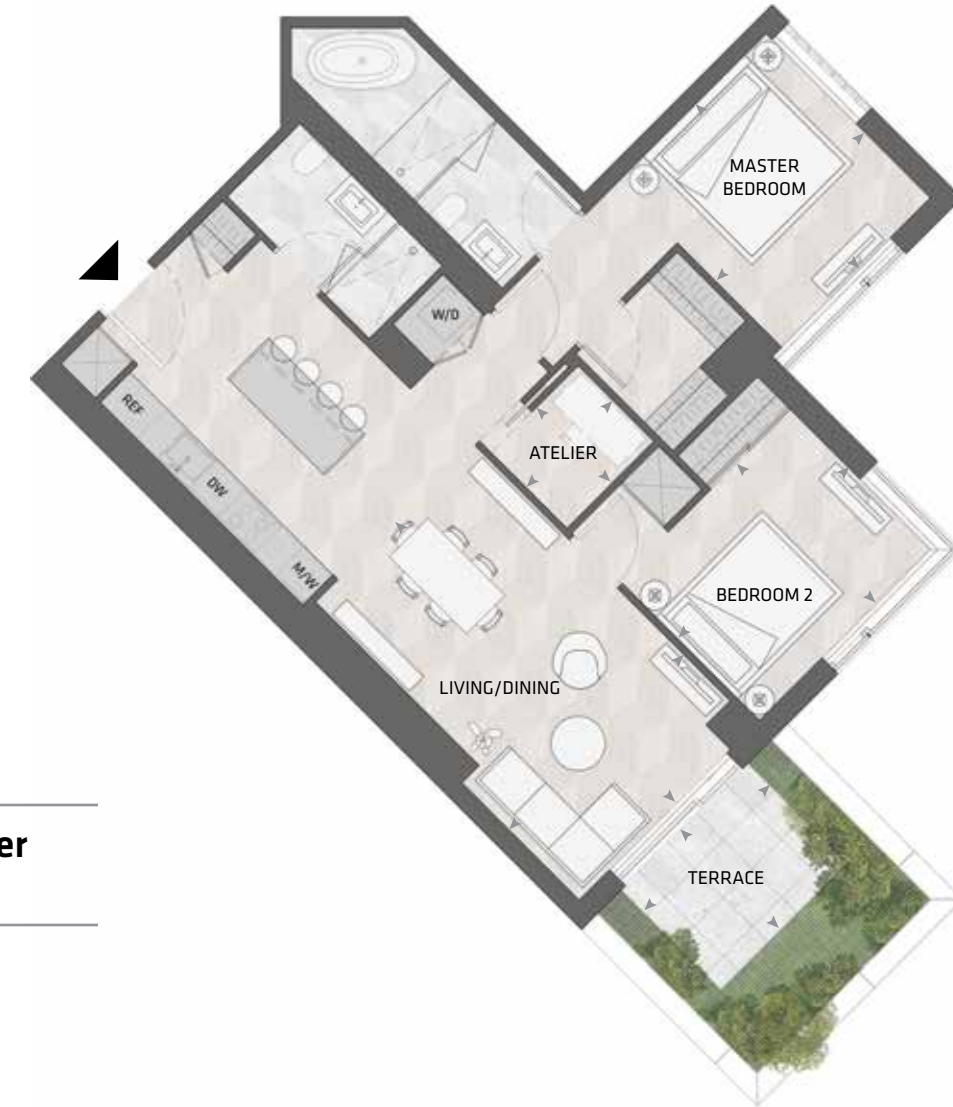 MASTER
BEDROOM
W/D
REF
ATELIER
DW
M/W
BEDROOM 2
LIVING/DINING
er
TERRACE